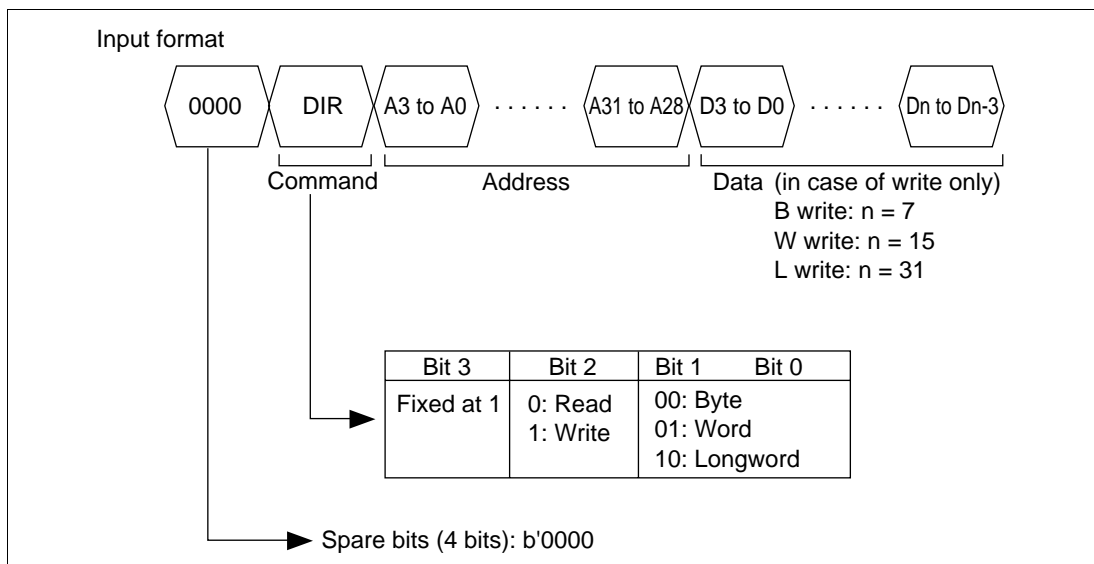 Input format
0000 DIR A3 to A0 · · · · · · A31 to A28 D3 to D0 · · · · · · Dn to Dn-3
Command Address Data (in case of write only)
B write: n = 7
W write: n = 15
L write: n = 31
Bit 3 Bit 2 Bit 1 Bit 0
Fixed at 1 0: Read 00: Byte
1: Write 01: Word
10: Longword
Spare bits (4 bits): b'0000